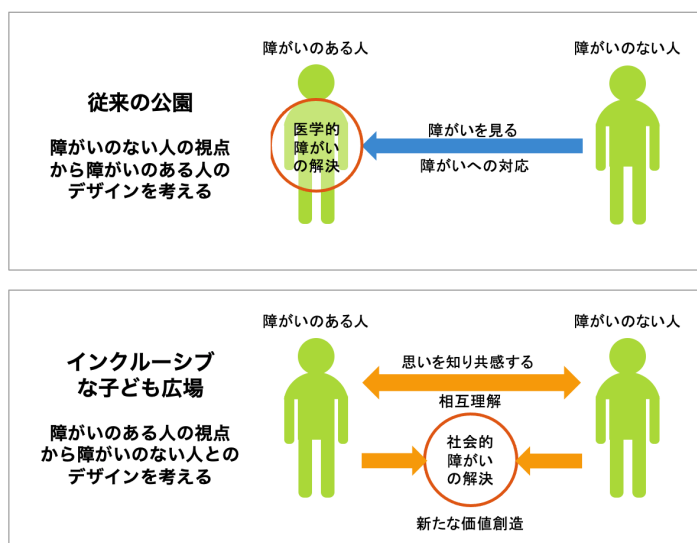 障がいのある人
障がいのない人
従来の公園
障がいのない人の視点
から障がいのある人の
デザインを考える
医学的
障がい
の解決
障がいを見る
障がいへの対応
障がいのある人
障がいのない人
インクルーシブ
な子ども広場
障がいのある人の視点
から障がいのない人との
デザインを考える
思いを知り共感する
相互理解
社会的
障がい
の解決
新たな価値創造